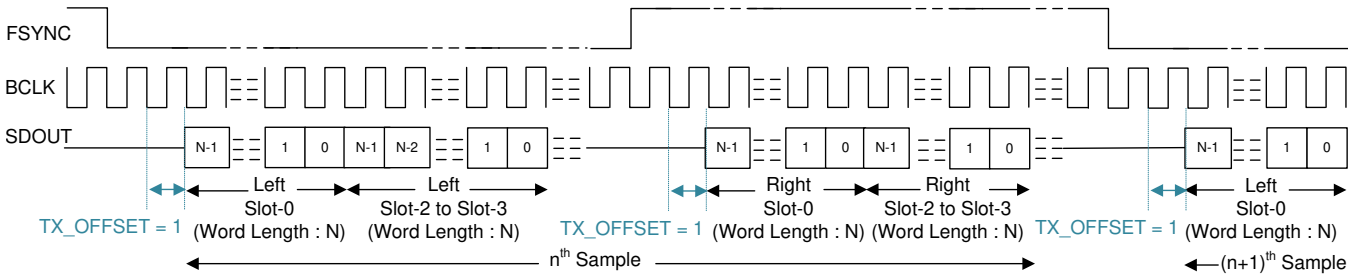 FSYNC
BCLK
SDOUT
N-1 1 0 N-1 N-2 1 0 N-1 1 0 N-1 1 0 N-1 1 0
Left Left Right Right Left
Slot-0 Slot-2 to Slot-3 Slot-0 Slot-2 to Slot-3 Slot-0
TX_OFFSET = 1 (Word Length : N) (Word Length : N) TX_OFFSET = 1 (Word Length : N) (Word Length : N) TX_OFFSET = 1 (Word Length : N)
nth Sample (n+1)th Sample